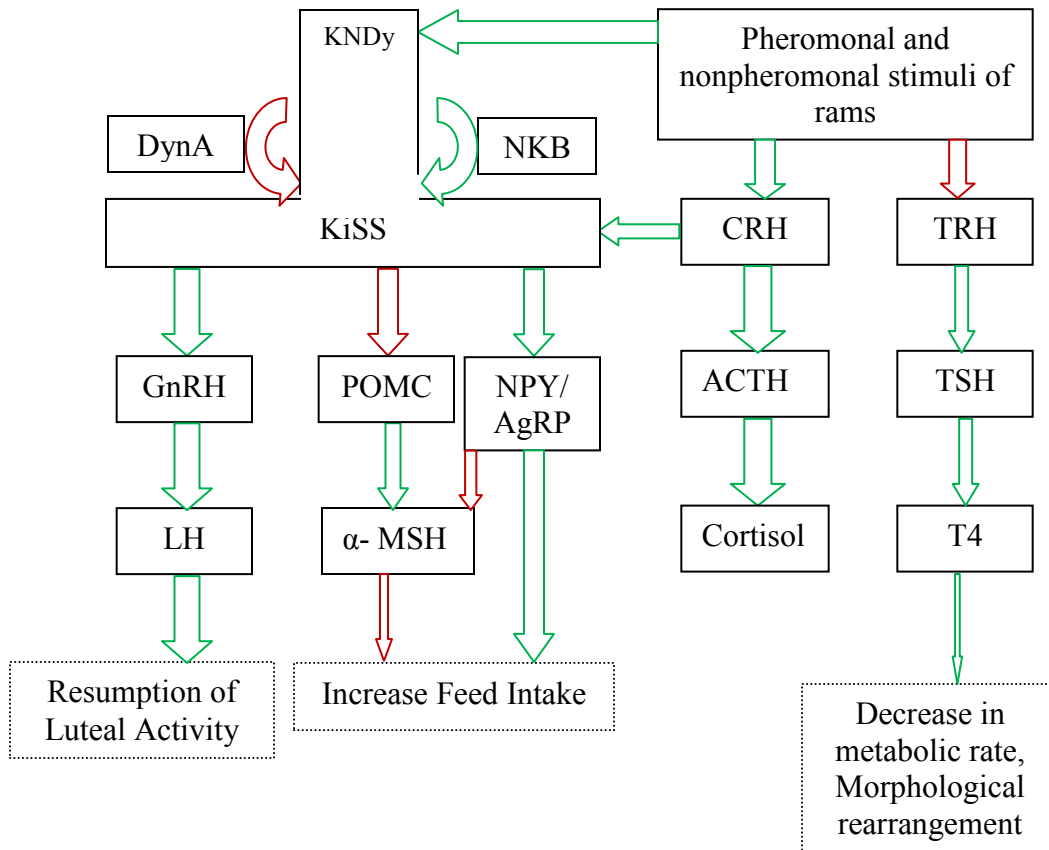 KNDy
Pheromonal and
nonpheromonal stimuli of
rams
DynA
NKB
KiSS
CRH
TRH
GnRH
POMC
NPY/
AgRP
ACTH
TSH
LH
α- MSH
Cortisol
T4
Resumption of
Luteal Activity
Increase Feed Intake
Decrease in
metabolic rate,
Morphological
rearrangement